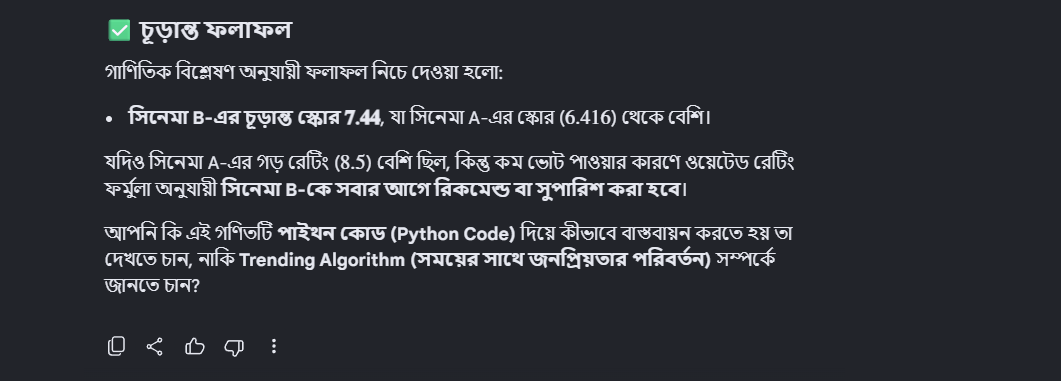 ✅ চূড়ান্ত ফলাফল
গাণিতিক বিশ্লেষণ অনুযায়ী ফলাফল নিচে দেওয়া হলো:
• সিনেমা B-এর চূড়ান্ত স্কোর 7.44, যা সিনেমা A-এর স্কোর (6.416) থেকে বেশি।
যদিও সিনেমা A-এর গড় রেটিং (8.5) বেশি ছিল, কিন্তু কম ভোট পাওয়ার কারণে ওয়েটেড রেটিং
ফর্মুলা অনুযায়ী সিনেমা B-কে সবার আগে রিকমেন্ড বা সুপারিশ করা হবে।
আপনি কি এই গণিতটি পাইথন কোড (Python Code) দিয়ে কীভাবে বাস্তবায়ন করতে হয় তা
দেখতে চান, নাকি Trending Algorithm (সময়ের সাথে জনপ্রিয়তার পরিবর্তন) সম্পর্কে
জানতে চান?